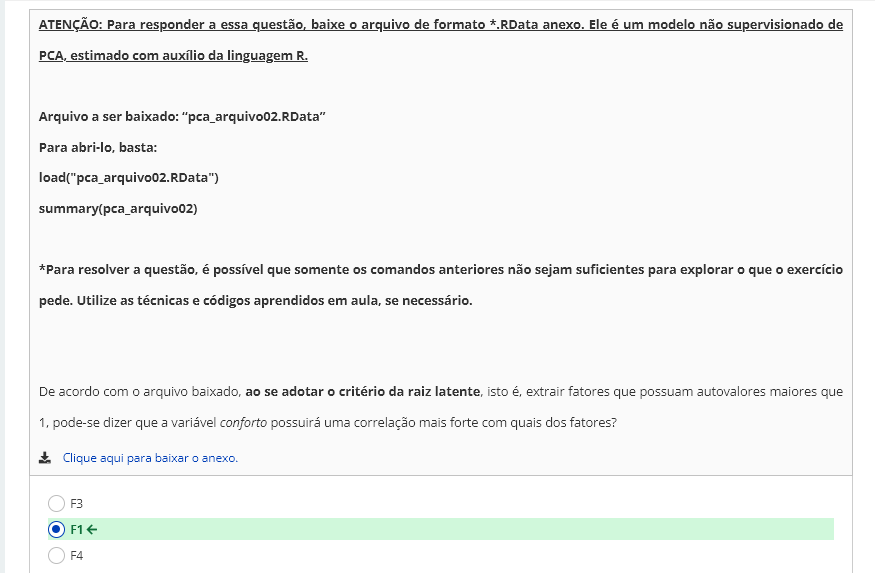 ATENÇÃO: Para responder a essa questão, baixe o arquivo de formato *.RData anexo. Ele é um modelo não supervisionado de
PCA, estimado com auxílio da linguagem R.
Arquivo a ser baixado: “pca_arquivo02.RData”
Para abri-lo, basta:
load("pca_arquivo02.RData")
summary(pca_arquivo02)
*Para resolver a questão, é possível que somente os comandos anteriores não sejam suficientes para explorar o que o exercício
pede. Utilize as técnicas e códigos aprendidos em aula, se necessário.
De acordo com o arquivo baixado, ao se adotar o critério da raiz latente, isto é, extrair fatores que possuam autovalores maiores que
1, pode-se dizer que a variável conforto possuirá uma correlação mais forte com quais dos fatores?
Clique aqui para baixar o anexo.
F3
F1
F4